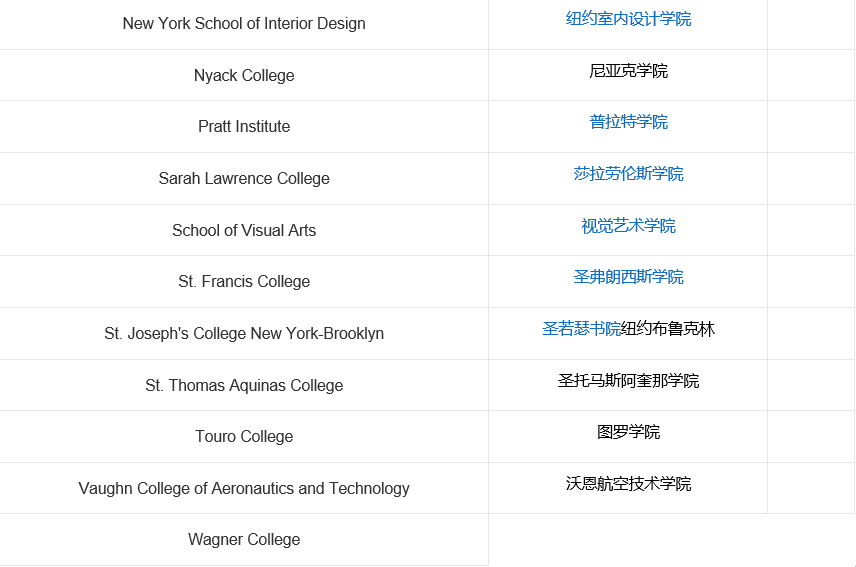 New York School of Interior Design 纽约室内设计学院
Nyack College 尼亚克学院
Pratt Institute 普拉特学院
Sarah Lawrence College 莎拉劳伦斯学院
School of Visual Arts 视觉艺术学院
St. Francis College 圣弗朗西斯学院
St. Joseph's College New York-Brooklyn 圣若瑟书院纽约布鲁克林
St. Thomas Aquinas College 圣托马斯阿奎那学院
Touro College 图罗学院
Vaughn College of Aeronautics and Technology 沃恩航空技术学院
Wagner College